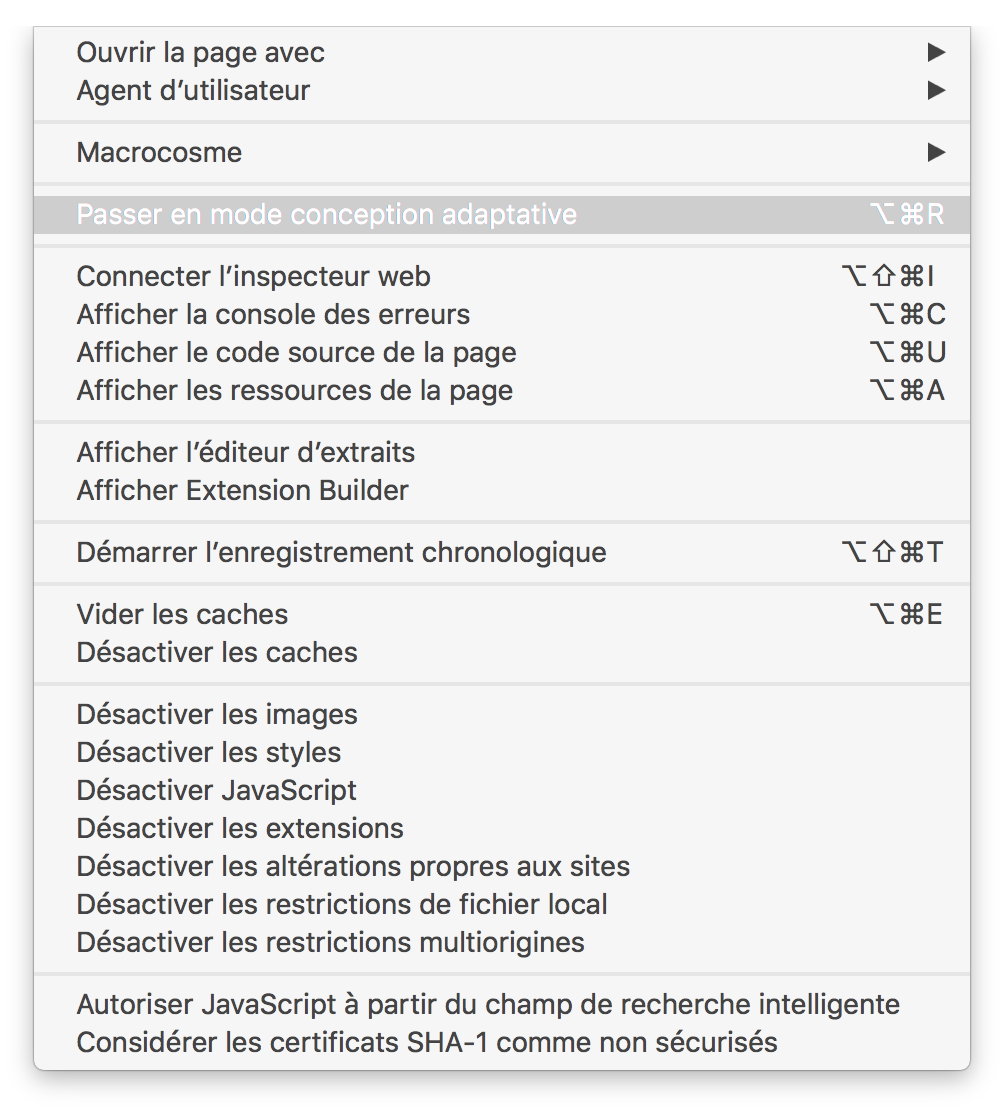 Ouvrir la page avec ▶
Agent d’utilisateur ▶
Macrocosme ▶
Passer en mode conception adaptative ⌥⌘R
Connecter l’inspecteur web ⌥⇧⌘I
Afficher la console des erreurs ⌥⌘C
Afficher le code source de la page ⌥⌘U
Afficher les ressources de la page ⌥⌘A
Afficher l’éditeur d’extraits
Afficher Extension Builder
Démarrer l’enregistrement chronologique ⌥⇧⌘T
Vider les caches ⌥⌘E
Désactiver les caches
Désactiver les images
Désactiver les styles
Désactiver JavaScript
Désactiver les extensions
Désactiver les altérations propres aux sites
Désactiver les restrictions de fichier local
Désactiver les restrictions multiorigines
Autoriser JavaScript à partir du champ de recherche intelligente
Considérer les certificats SHA-1 comme non sécurisés